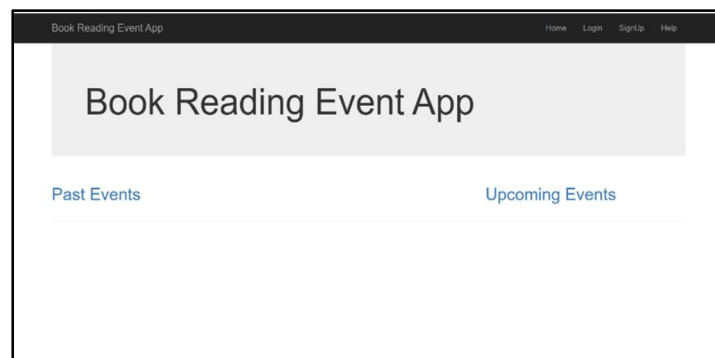 Book Reading Event App Home Login SignUp Help
Book Reading Event App
Past Events Upcoming Events